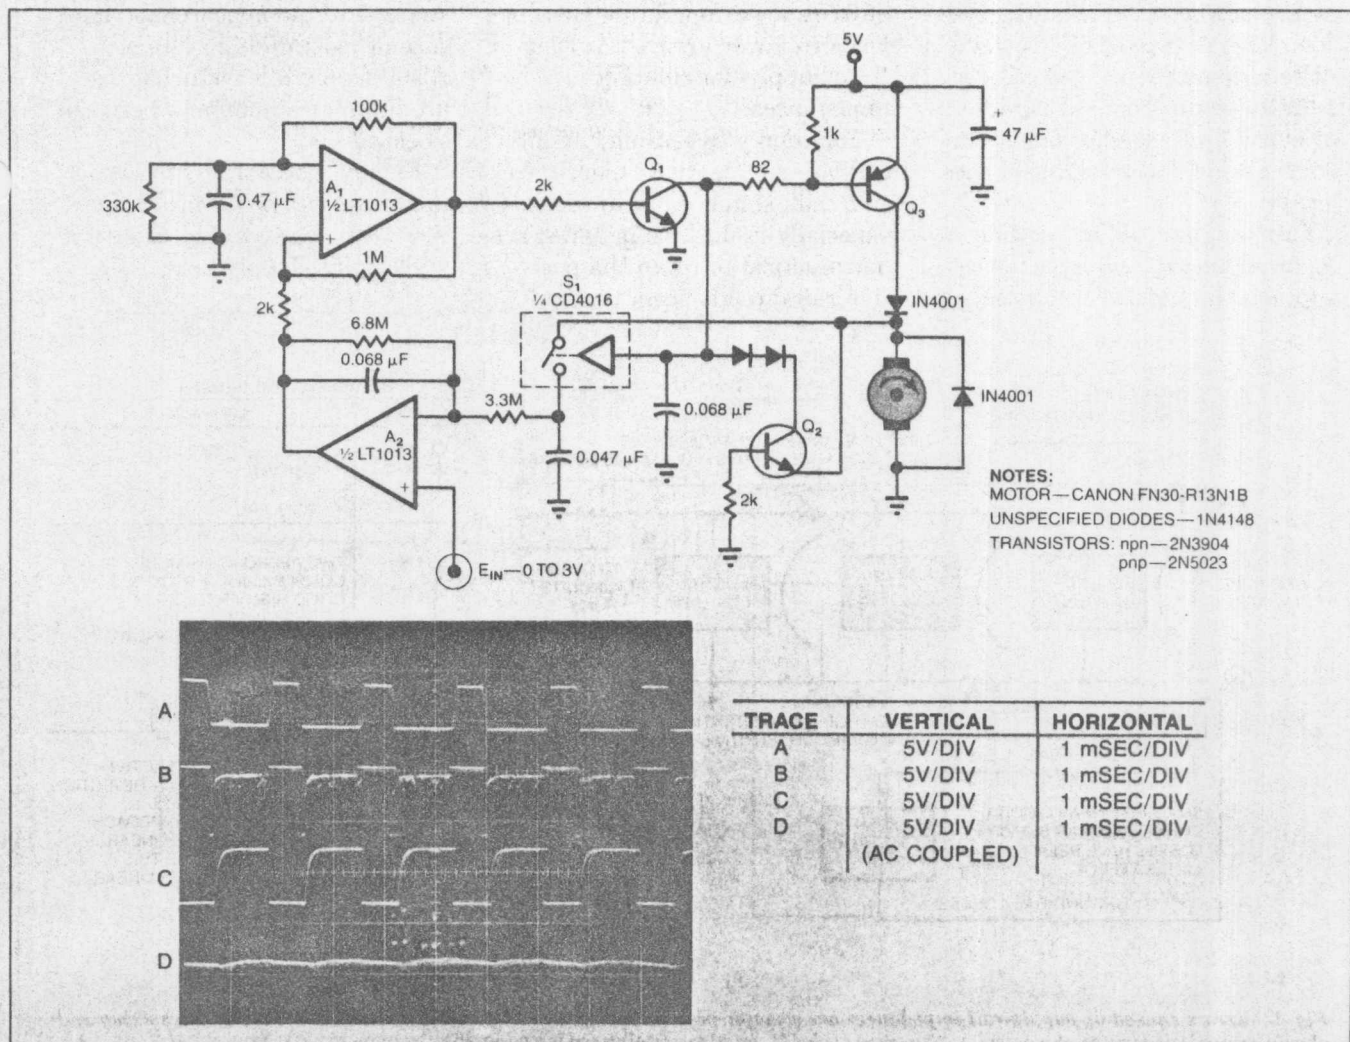 5V
100k
1k
+
47 µF
Q₁
82
−
A₁
½ LT1013
+
2k
330k
0.47 µF
Q₃
1M
S₁
¼ CD4016
2k
IN4001
6.8M
0.068 µF
−
3.3M
0.068 µF
IN4001
A₂
½ LT1013
+
Q₂
0.047 µF
2k
NOTES:
MOTOR—CANON FN30-R13N1B
UNSPECIFIED DIODES—1N4148
TRANSISTORS: npn—2N3904
pnp—2N5023
E_IN—0 TO 3V
A
B
C
D
TRACE VERTICAL HORIZONTAL
A 5V/DIV 1 mSEC/DIV
B 5V/DIV 1 mSEC/DIV
C 5V/DIV 1 mSEC/DIV
D 5V/DIV 1 mSEC/DIV
(AC COUPLED)